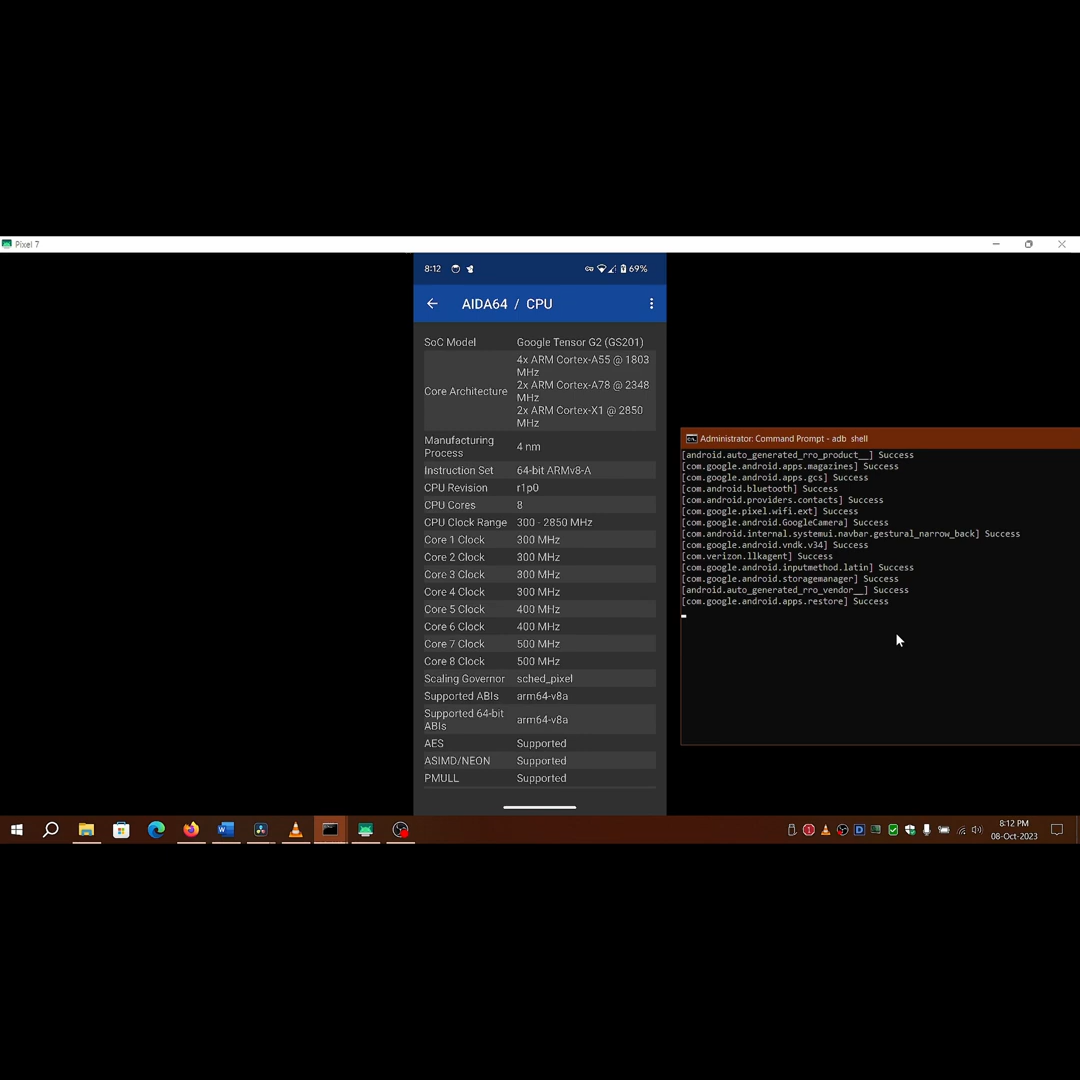 Pixel 7
8:12
69%
AIDA64 / CPU
SoC Model Google Tensor G2 (GS201)
Core Architecture
4x ARM Cortex-A55 @ 1803
MHz
2x ARM Cortex-A78 @ 2348
MHz
2x ARM Cortex-X1 @ 2850
MHz
Manufacturing
Process
4 nm
Instruction Set 64-bit ARMv8-A
CPU Revision r1p0
CPU Cores 8
CPU Clock Range 300 - 2850 MHz
Core 1 Clock 300 MHz
Core 2 Clock 300 MHz
Core 3 Clock 300 MHz
Core 4 Clock 300 MHz
Core 5 Clock 400 MHz
Core 6 Clock 400 MHz
Core 7 Clock 500 MHz
Core 8 Clock 500 MHz
Scaling Governor sched_pixel
Supported ABIs arm64-v8a
Supported 64-bit
ABIs
arm64-v8a
AES Supported
ASIMD/NEON Supported
PMULL Supported
Administrator: Command Prompt - adb shell
[android.auto_generated_rro_product__] Success
[com.google.android.apps.magazines] Success
[com.google.android.apps.gcs] Success
[com.android.bluetooth] Success
[com.android.providers.contacts] Success
[com.google.pixel.wifi.ext] Success
[com.google.android.GoogleCamera] Success
[com.android.internal.systemui.navbar.gestural_narrow_back] Success
[com.google.android.vndk.v34] Success
[com.verizon.llkagent] Success
[com.google.android.inputmethod.latin] Success
[com.google.android.storagemanager] Success
[android.auto_generated_rro_vendor__] Success
[com.google.android.apps.restore] Success
8:12 PM
08-Oct-2023